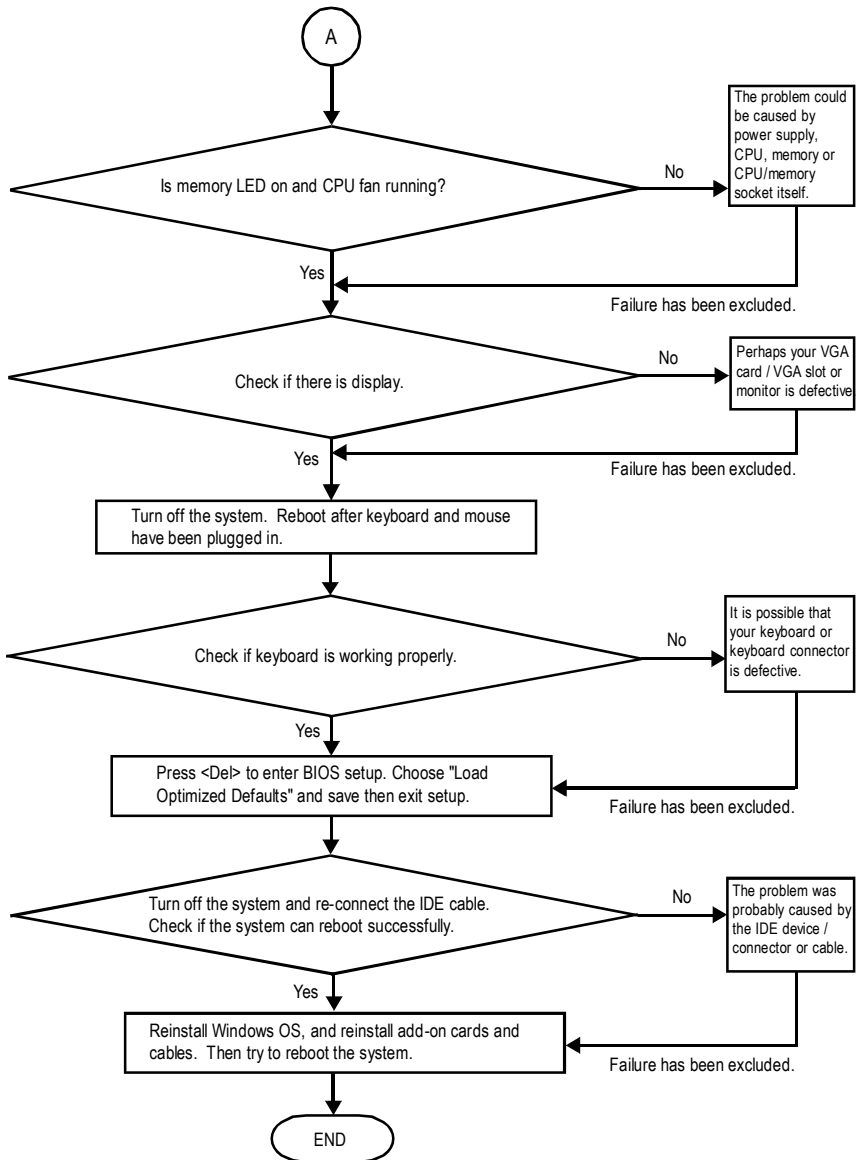 A
Is memory LED on and CPU fan running?
No
The problem could
be caused by
power supply,
CPU, memory or
CPU/memory
socket itself.
Yes
Failure has been excluded.
Check if there is display.
No
Perhaps your VGA
card / VGA slot or
monitor is defective.
Yes
Failure has been excluded.
Turn off the system. Reboot after keyboard and mouse
have been plugged in.
Check if keyboard is working properly.
No
It is possible that
your keyboard or
keyboard connector
is defective.
Yes
Press <Del> to enter BIOS setup. Choose "Load
Optimized Defaults" and save then exit setup.
Failure has been excluded.
Turn off the system and re-connect the IDE cable.
Check if the system can reboot successfully.
No
The problem was
probably caused by
the IDE device /
connector or cable.
Yes
Reinstall Windows OS, and reinstall add-on cards and
cables. Then try to reboot the system.
Failure has been excluded.
END